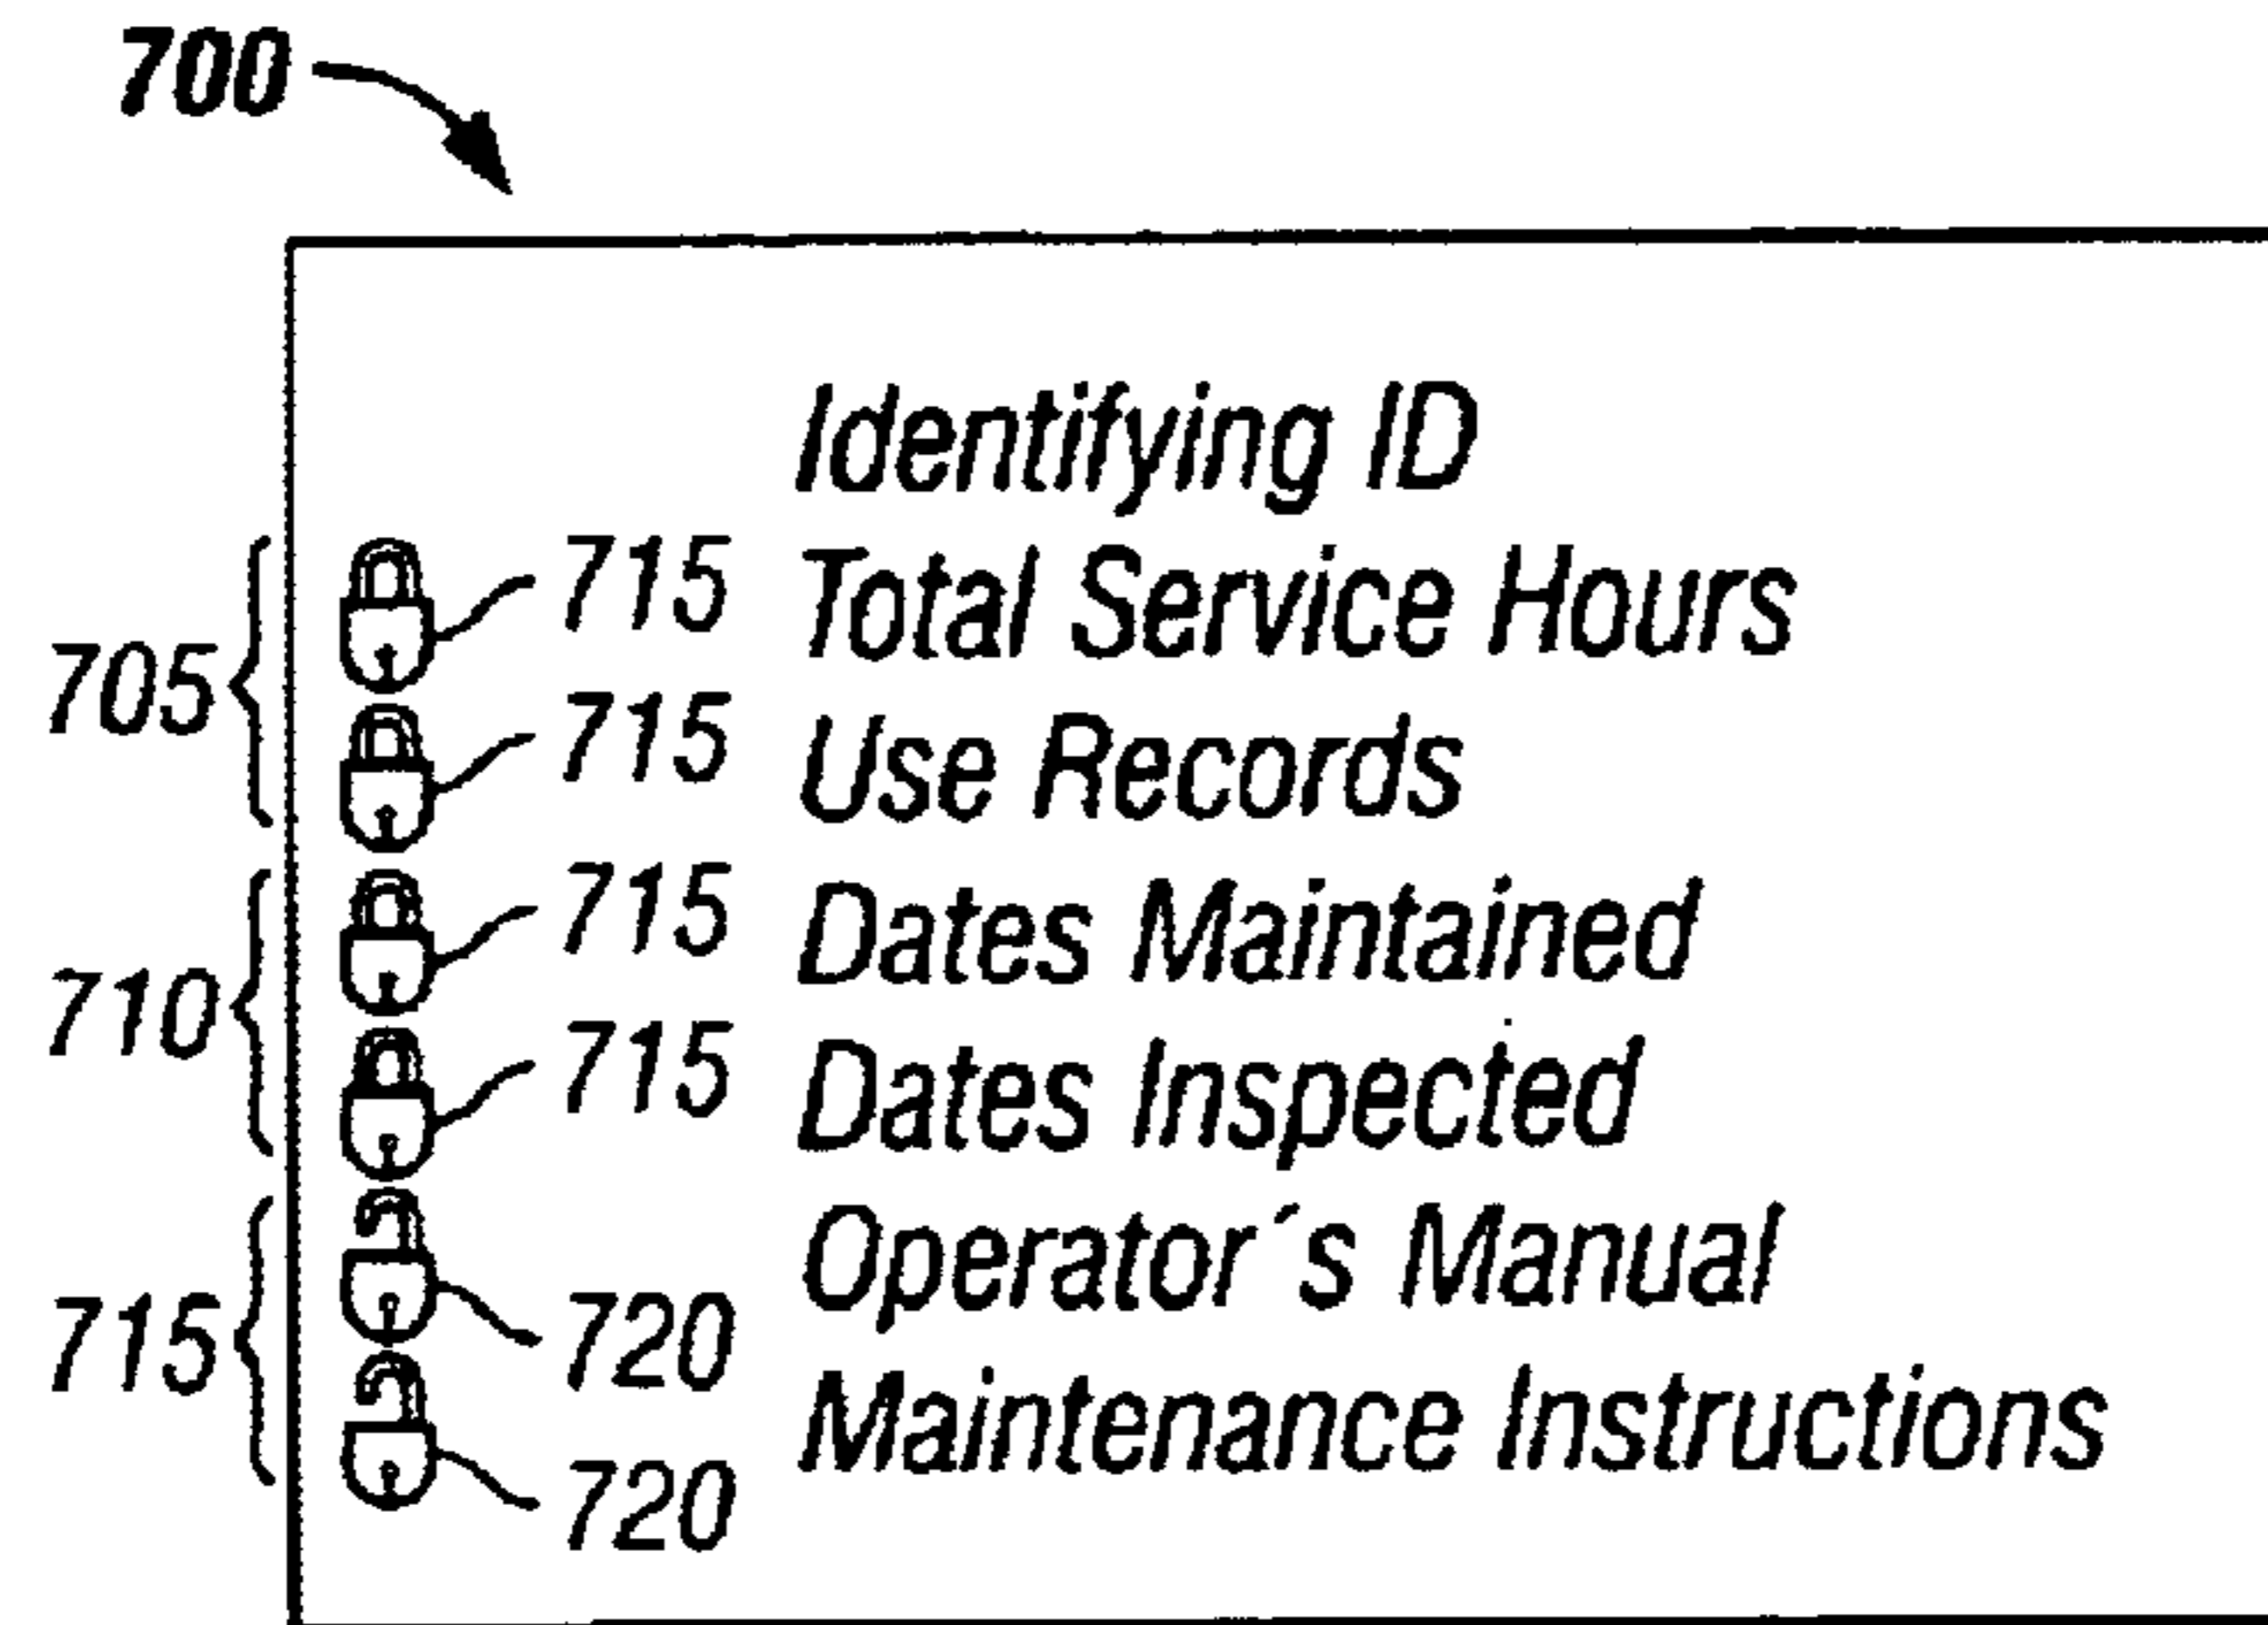 700
Identifying ID
715 Total Service Hours
705
715 Use Records
715 Dates Maintained
710
715 Dates Inspected
Operator´s Manual
715
720
Maintenance Instructions
720